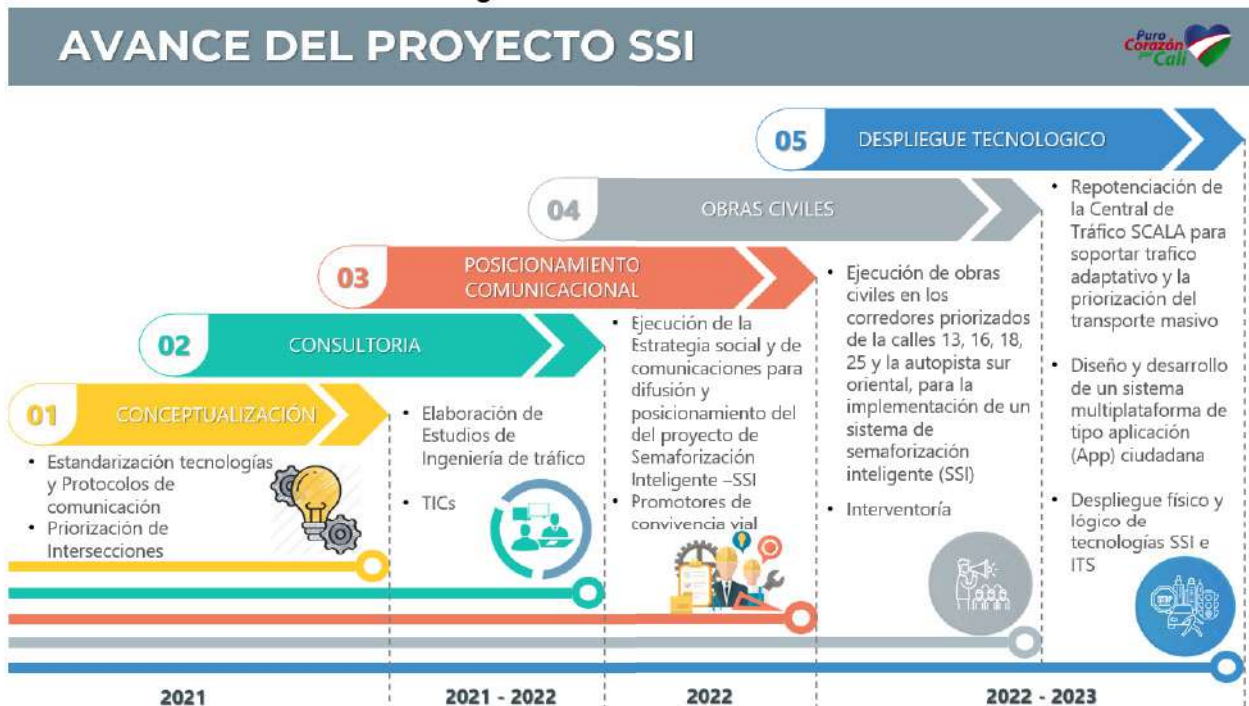 AVANCE DEL PROYECTO SSI
Puro
Corazón
por
Cali
05
DESPLIEGUE TECNOLOGICO
04
OBRAS CIVILES
03
POSICIONAMIENTO
COMUNICACIONAL
02
CONSULTORIA
01
CONCEPTUALIZACIÓN
• Estandarización tecnologías
y Protocolos de
comunicación
• Priorización de
Intersecciones
• Elaboración de
Estudios de
Ingeniería de tráfico
• TICs
• Ejecución de la
Estrategia social y de
comunicaciones para
difusión y
posicionamiento del
del proyecto de
Semaforización
Inteligente –SSI
• Promotores de
convivencia vial
• Ejecución de obras
civiles en los
corredores priorizados
de la calles 13, 16, 18,
25 y la autopista sur
oriental, para la
implementación de un
sistema de
semaforización
inteligente (SSI)
• Interventoría
• Repotenciación de
la Central de
Tráfico SCALA para
soportar trafico
adaptativo y la
priorización del
transporte masivo
• Diseño y desarrollo
de un sistema
multiplataforma de
tipo aplicación
(App) ciudadana
• Despliegue físico y
lógico de
tecnologías SSI e
ITS
STOP
2021
2021 - 2022
2022
2022 - 2023